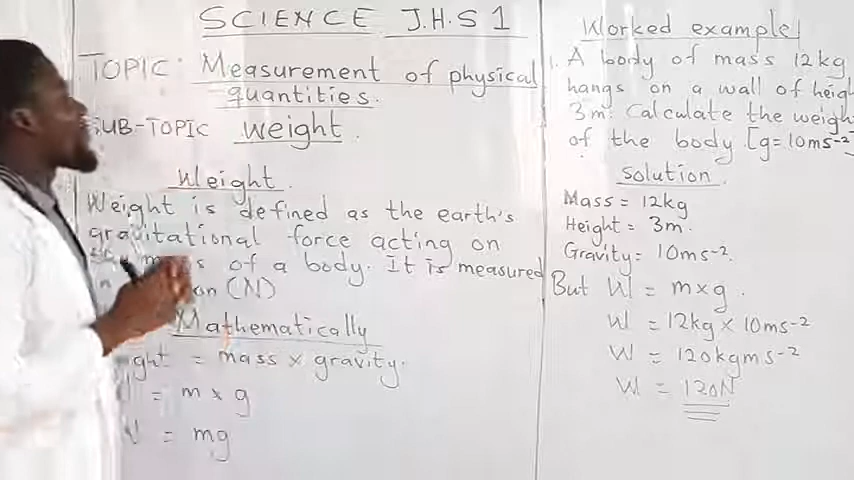 SCIENCE J.H.S 1
TOPIC: Measurement of physical
quantities.
SUB-TOPIC weight.
Weight.
Weight is defined as the earth's
gravitational force acting on
of a body. It is measured
(N)
Mathematically
= mass × gravity.
= m × g
= mg
Worked example
1. A body of mass 12kg
hangs on a wall of
3m. Calculate the
of the body. [g=10ms-2]
Solution.
Mass = 12kg
Height = 3m.
Gravity = 10ms-2.
But W = m×g.
W = 12kg × 10ms-2
W = 120kgms-2
W = 120N